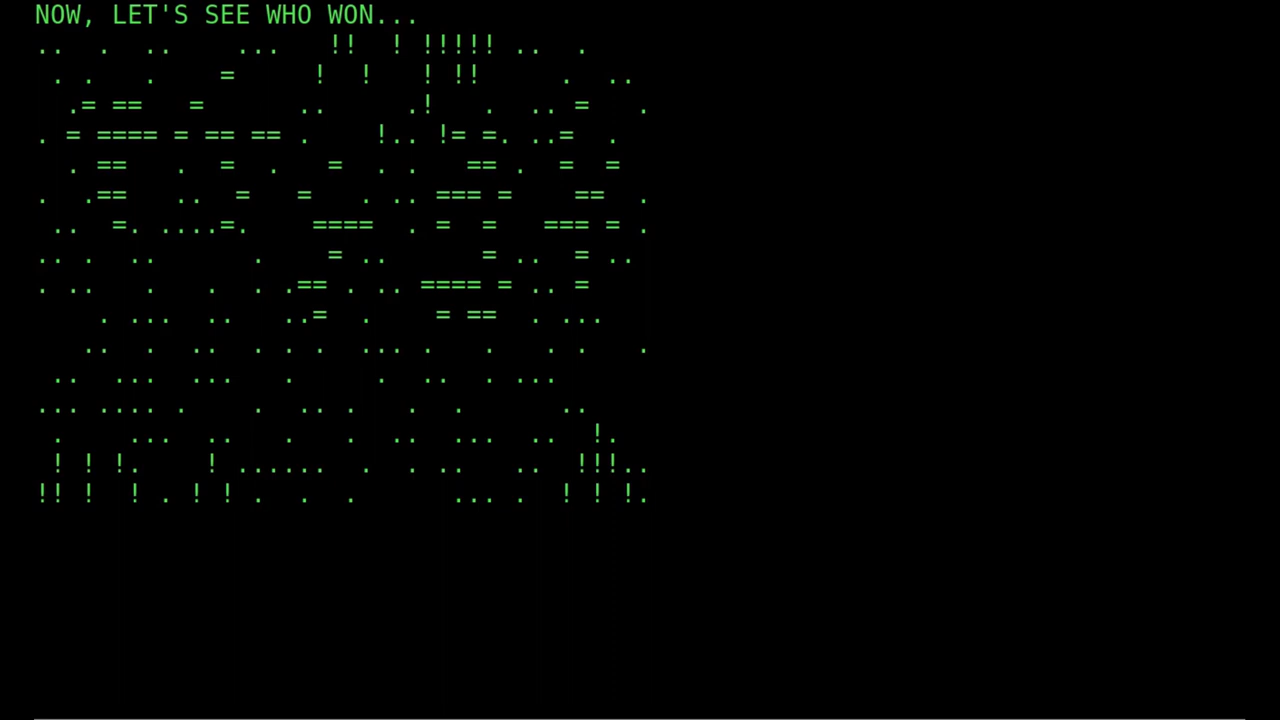 NOW, LET'S SEE WHO WON...
..  .  ..    ...   !!  ! !!!!! ..  .
 . .   .    =     !  !   ! !!     .  ..
  .= ==   =      ..     .!   .  .. =   .
. = ==== = == == .    !.. != =. ..=  .
  . ==   .  =  .   =  . .   == .  =  =
.  .==   ..  =   =   . .. === =    ==  .
 ..  =. ....=.    ====  . =  =   === = .
.. .  ..      .    = ..      = ..  = ..
. ..   .   .  . .== . .. ==== = .. =
    . ...  ..   ..=  .    = ==  . ...
   ..  .  ..  . . .  ... .   .   . .   .
 ..  ...  ...   .     .  ..  . ...
... .... .    .  .. .   .  .      ..
 .    ...  ..   .   .  ..  ...  ..  !.
 ! ! !.    ! ......  .  . ..   ..  !!!..
!! !  ! . ! ! .  .  .      ... .  ! ! !.